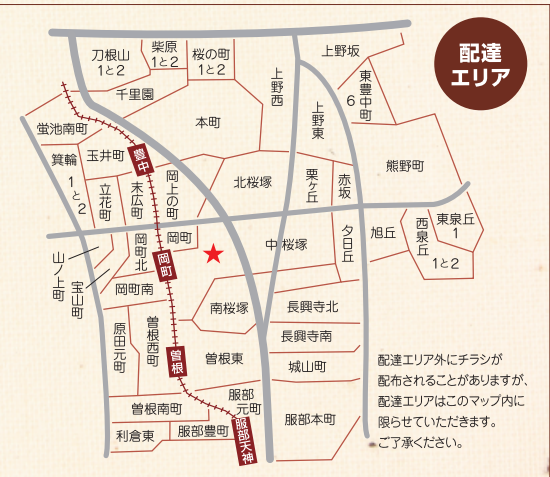 配達
エリア
刀根山
1と2
柴原
1と2
桜の町
1と2
上野坂
上野西
東豊中町
6
千里園
本町
上野東
蛍池南町
豊中
熊野町
箕輪
1と2
玉井町
立花町
末広町
岡上の町
北桜塚
栗ヶ丘
赤坂
西泉丘
東泉丘
1
1と2
岡町北
岡町
岡町
中桜塚
夕日丘
旭丘
山ノ上町
宝山町
岡町南
南桜塚
長興寺北
原田元町
曽根西町
長興寺南
曽根
曽根東
城山町
服部
元町
曽根南町
利倉東
服部豊町
服部天神
服部本町
配達エリア外にチラシが
配布されることがありますが、
配達エリアはこのマップ内に
限らせていただきます。
ご了承ください。